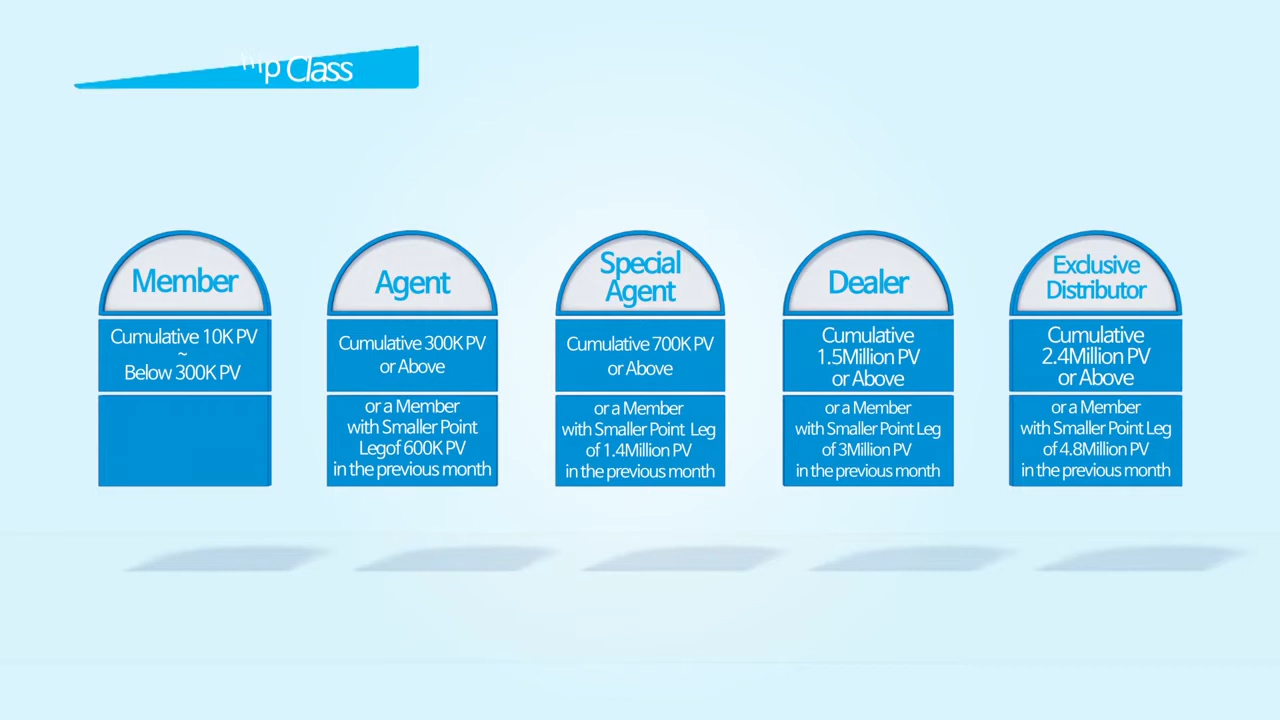 Class
Member
Cumulative 10K PV
~
Below 300K PV
Agent
Cumulative 300K PV
or Above
or a Member
with Smaller Point
Legof 600K PV
in the previous month
Special
Agent
Cumulative 700K PV
or Above
or a Member
with Smaller Point Leg
of 1.4Million PV
in the previous month
Dealer
Cumulative
1.5Million PV
or Above
or a Member
with Smaller Point Leg
of 3Million PV
in the previous month
Exclusive
Distributor
Cumulative
2.4Million PV
or Above
or a Member
with Smaller Point Leg
of 4.8Million PV
in the previous month